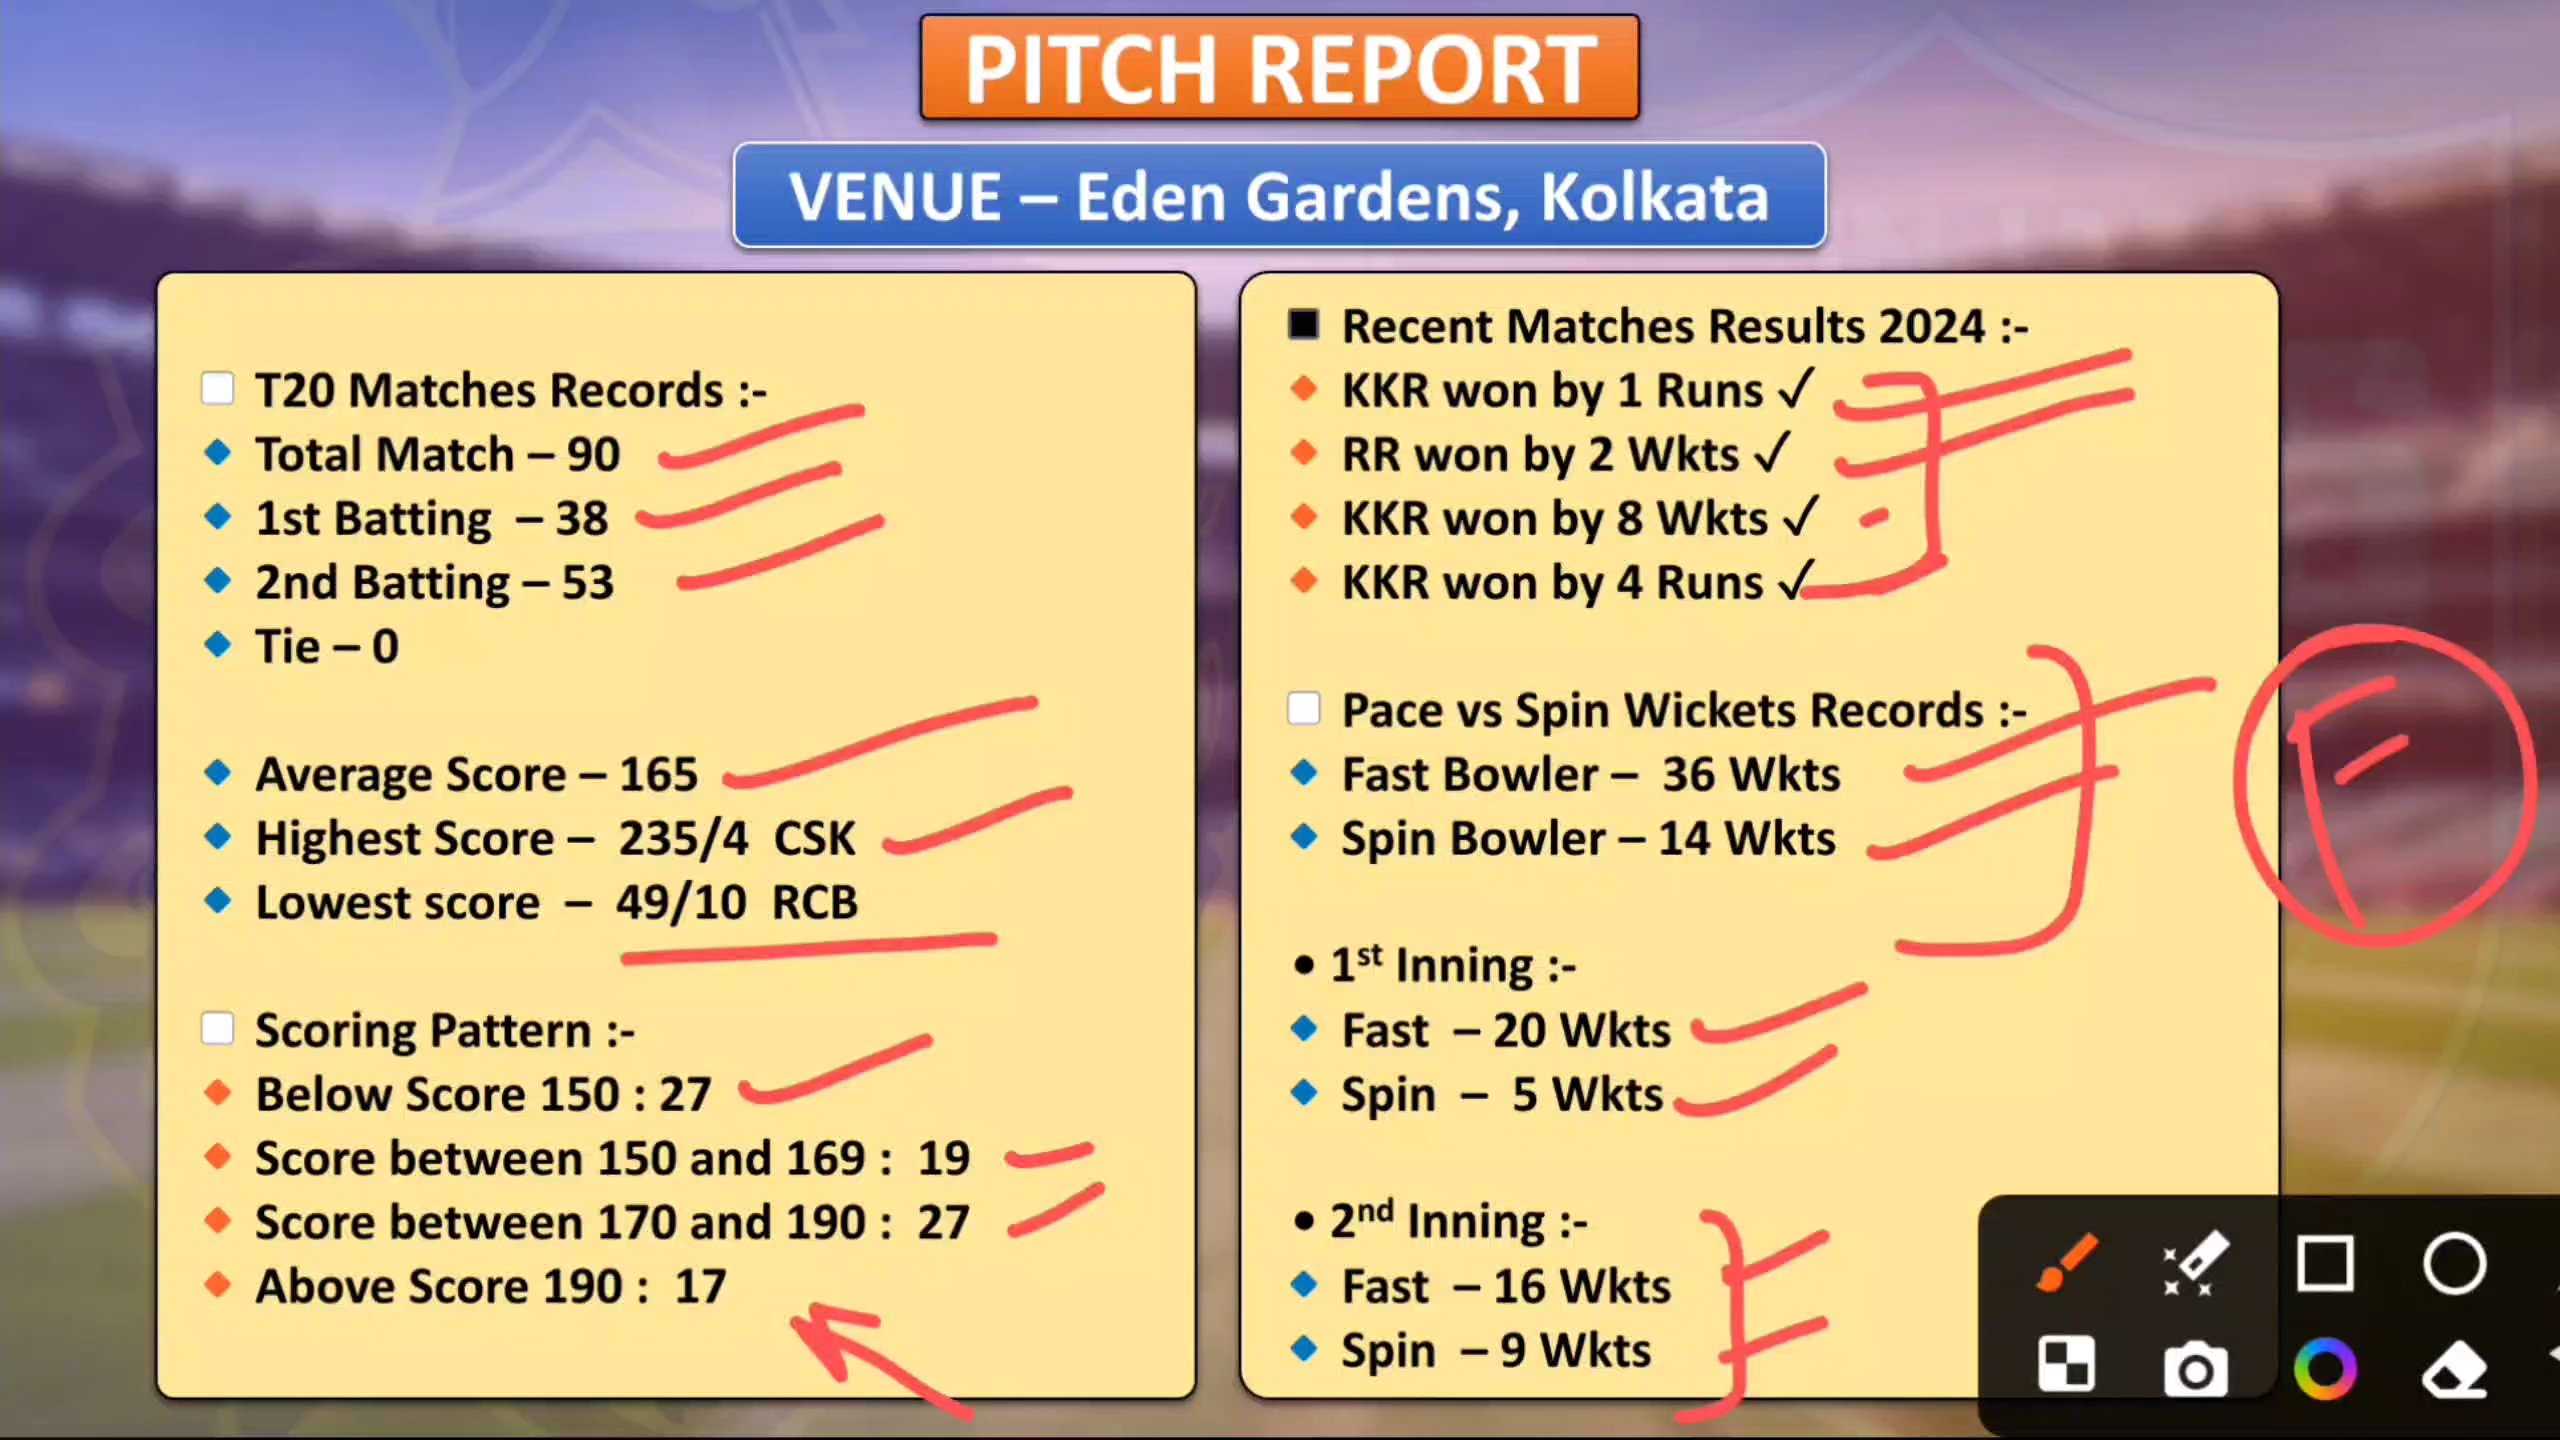 PITCH REPORT
VENUE – Eden Gardens, Kolkata
T20 Matches Records :-
Total Match – 90
1st Batting – 38
2nd Batting – 53
Tie – 0
Average Score – 165
Highest Score – 235/4 CSK
Lowest score – 49/10 RCB
Scoring Pattern :-
Below Score 150 : 27
Score between 150 and 169 : 19
Score between 170 and 190 : 27
Above Score 190 : 17
Recent Matches Results 2024 :-
KKR won by 1 Runs ✓
RR won by 2 Wkts ✓
KKR won by 8 Wkts ✓
KKR won by 4 Runs ✓
Pace vs Spin Wickets Records :-
Fast Bowler – 36 Wkts
Spin Bowler – 14 Wkts
• 1st Inning :-
Fast – 20 Wkts
Spin – 5 Wkts
• 2nd Inning :-
Fast – 16 Wkts
Spin – 9 Wkts
F